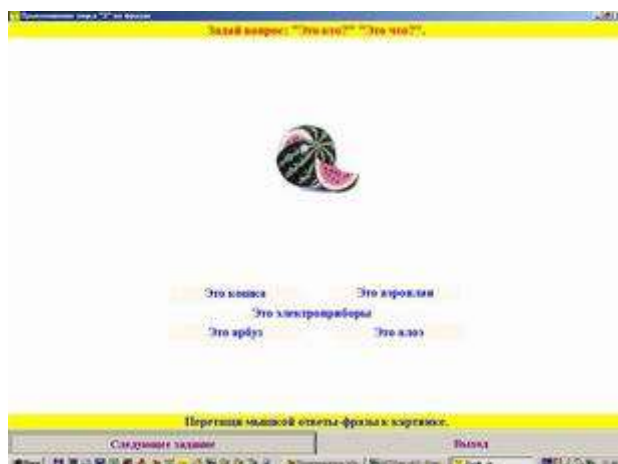 Задай вопрос: "Это кто?" "Это что?".
Это кошка Это аэроплан
Это электроприборы
Это арбуз Это алоэ
Перетащи мышкой ответы-фразы к картинке.
Следующее задание Выход